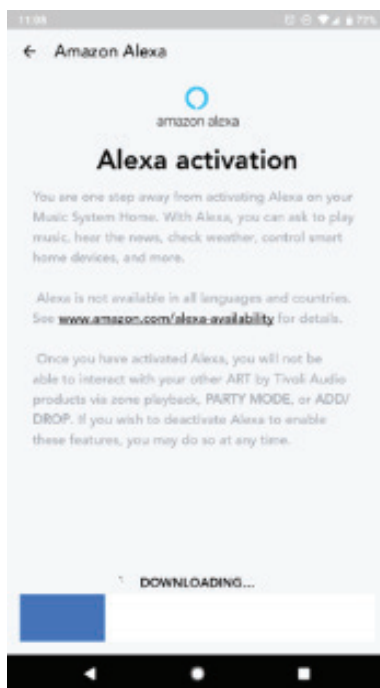 11:08
77%
← Amazon Alexa
amazon alexa
Alexa activation
You are one step away from activating Alexa on your
Music System Home. With Alexa, you can ask to play
music, hear the news, check weather, control smart
home devices, and more.
Alexa is not available in all languages and countries.
See www.amazon.com/alexa-availability for details.
Once you have activated Alexa, you will not be
able to interact with your other ART by Tivoli Audio
products via zone playback, PARTY MODE, or ADD/
DROP. If you wish to deactivate Alexa to enable
these features, you may do so at any time.
DOWNLOADING...